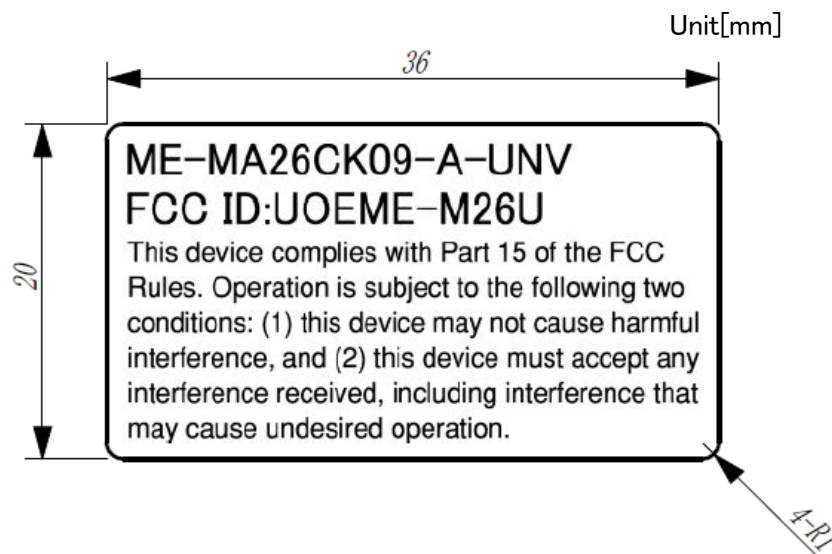 Unit[mm]
36
20
ME-MA26CK09-A-UNV
FCC ID:UOEME-M26U
This device complies with Part 15 of the FCC
Rules. Operation is subject to the following two
conditions: (1) this device may not cause harmful
interference, and (2) this device must accept any
interference received, including interference that
may cause undesired operation.
4-R1